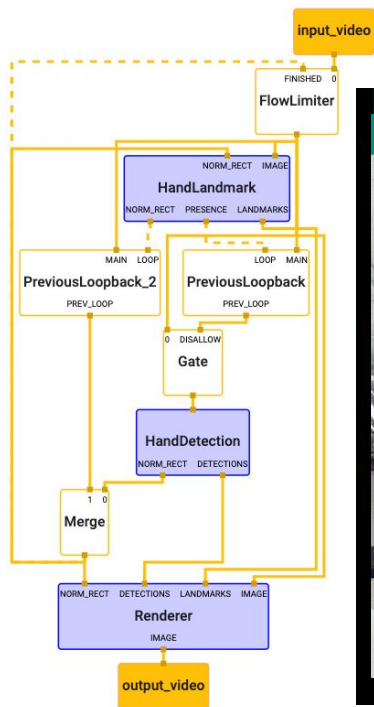 input_video
FINISHED 0
FlowLimiter
NORM_RECT IMAGE
HandLandmark
NORM_RECT PRESENCE LANDMARKS
MAIN LOOP
PreviousLoopback_2
PREV_LOOP
LOOP MAIN
PreviousLoopback
PREV_LOOP
0 DISALLOW
Gate
HandDetection
NORM_RECT DETECTIONS
1 0
Merge
NORM_RECT DETECTIONS LANDMARKS IMAGE
Renderer
IMAGE
output_video